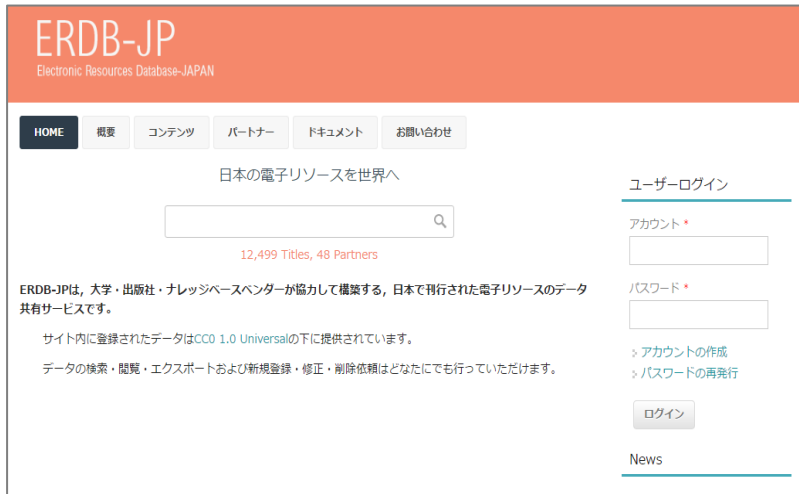 ERDB-JP
Electronic Resources Database-JAPAN
HOME 概要 コンテンツ パートナー ドキュメント お問い合わせ
日本の電子リソースを世界へ
12,499 Titles, 48 Partners
ERDB-JPは，大学・出版社・ナレッジベースベンダーが協力して構築する，日本で刊行された電子リソースのデータ
共有サービスです。
サイト内に登録されたデータはCC0 1.0 Universalの下に提供されています。
データの検索・閲覧・エクスポートおよび新規登録・修正・削除依頼はどなたにでも行っていただけます。
ユーザーログイン
アカウント *
パスワード *
アカウントの作成
パスワードの再発行
ログイン
News